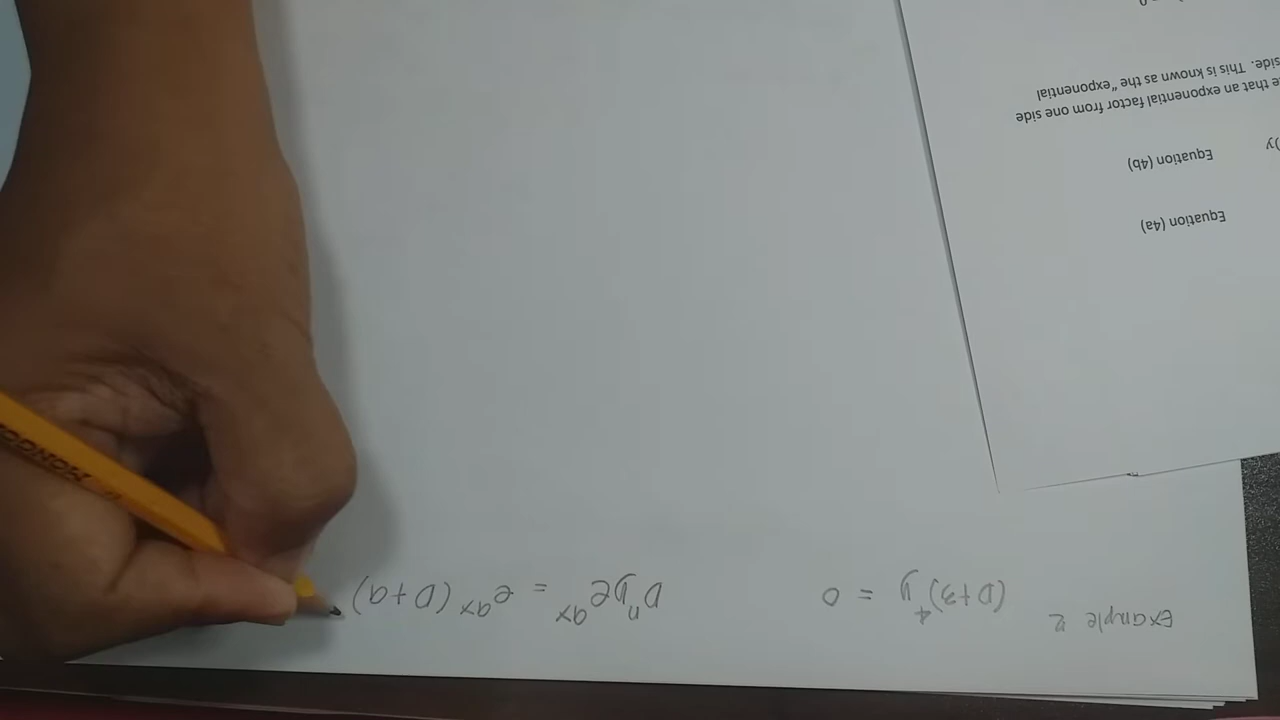 Example 2 (D+3)⁴y = 0 Dⁿye^ax = e^ax (D+a)
Equation (4a)
Equation (4b)
that an exponential factor from one side
side. This is known as the "exponential